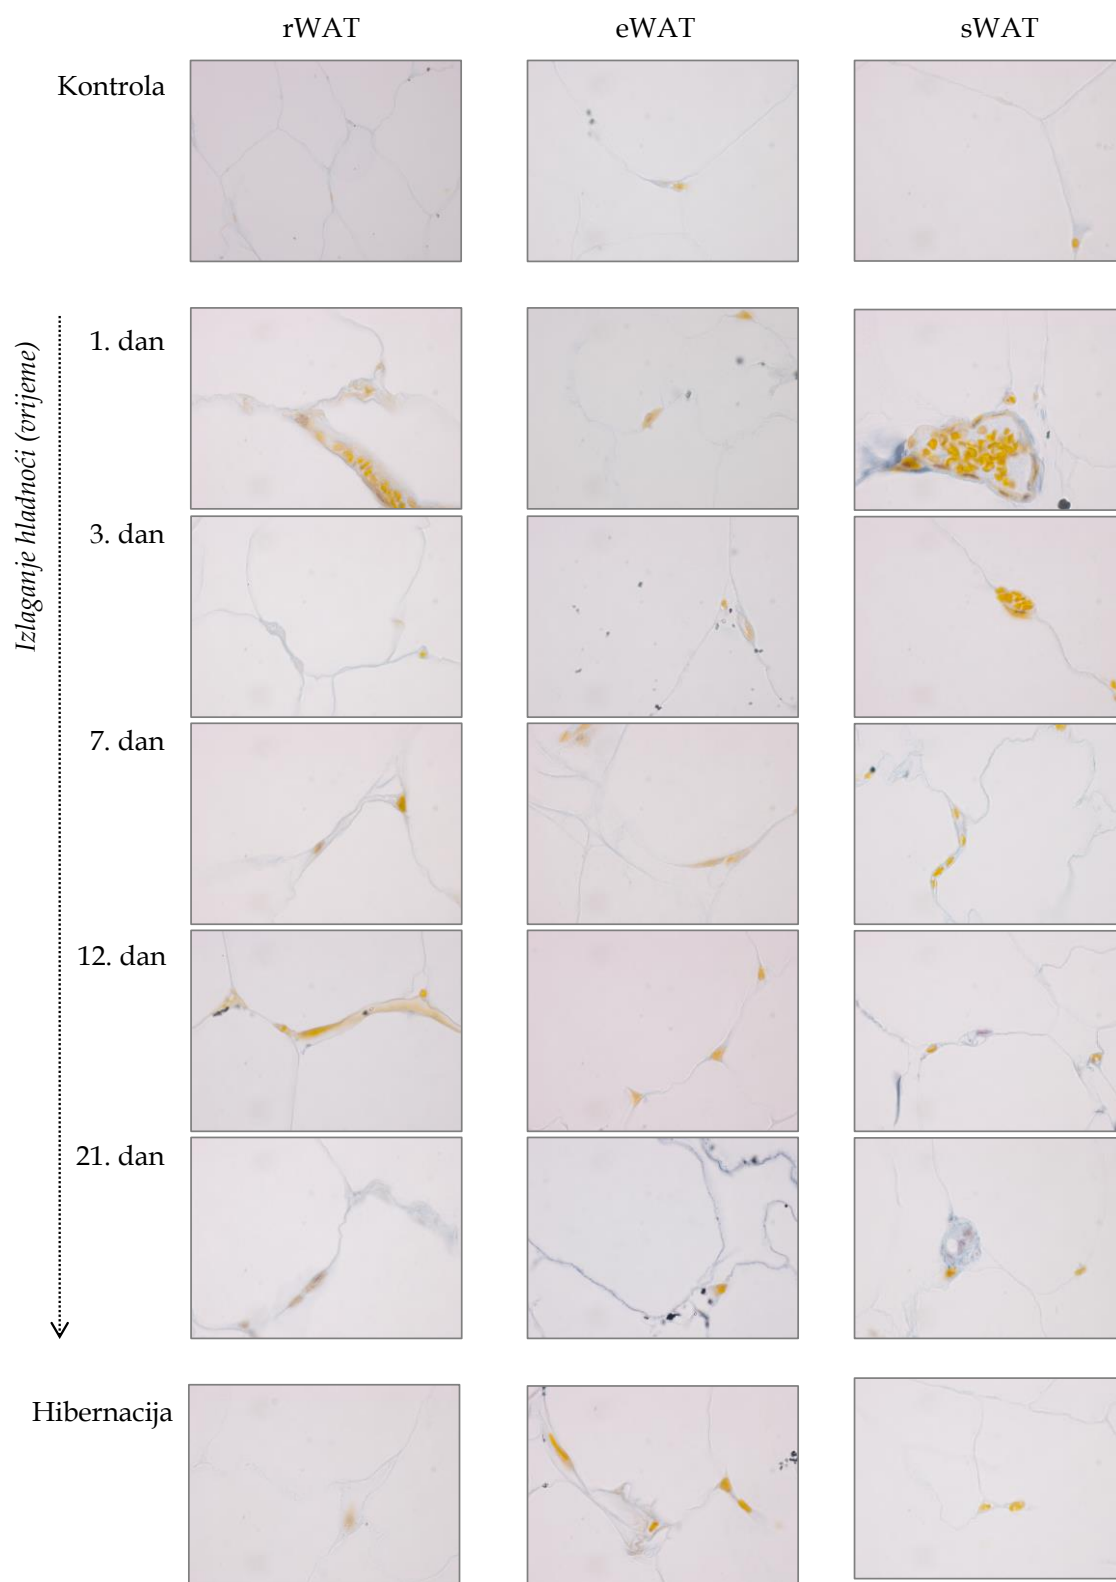 rWAT eWAT sWAT
Kontrola
Izlaganje hladnoći (vrijeme)
1. dan
3. dan
7. dan
12. dan
21. dan
Hibernacija